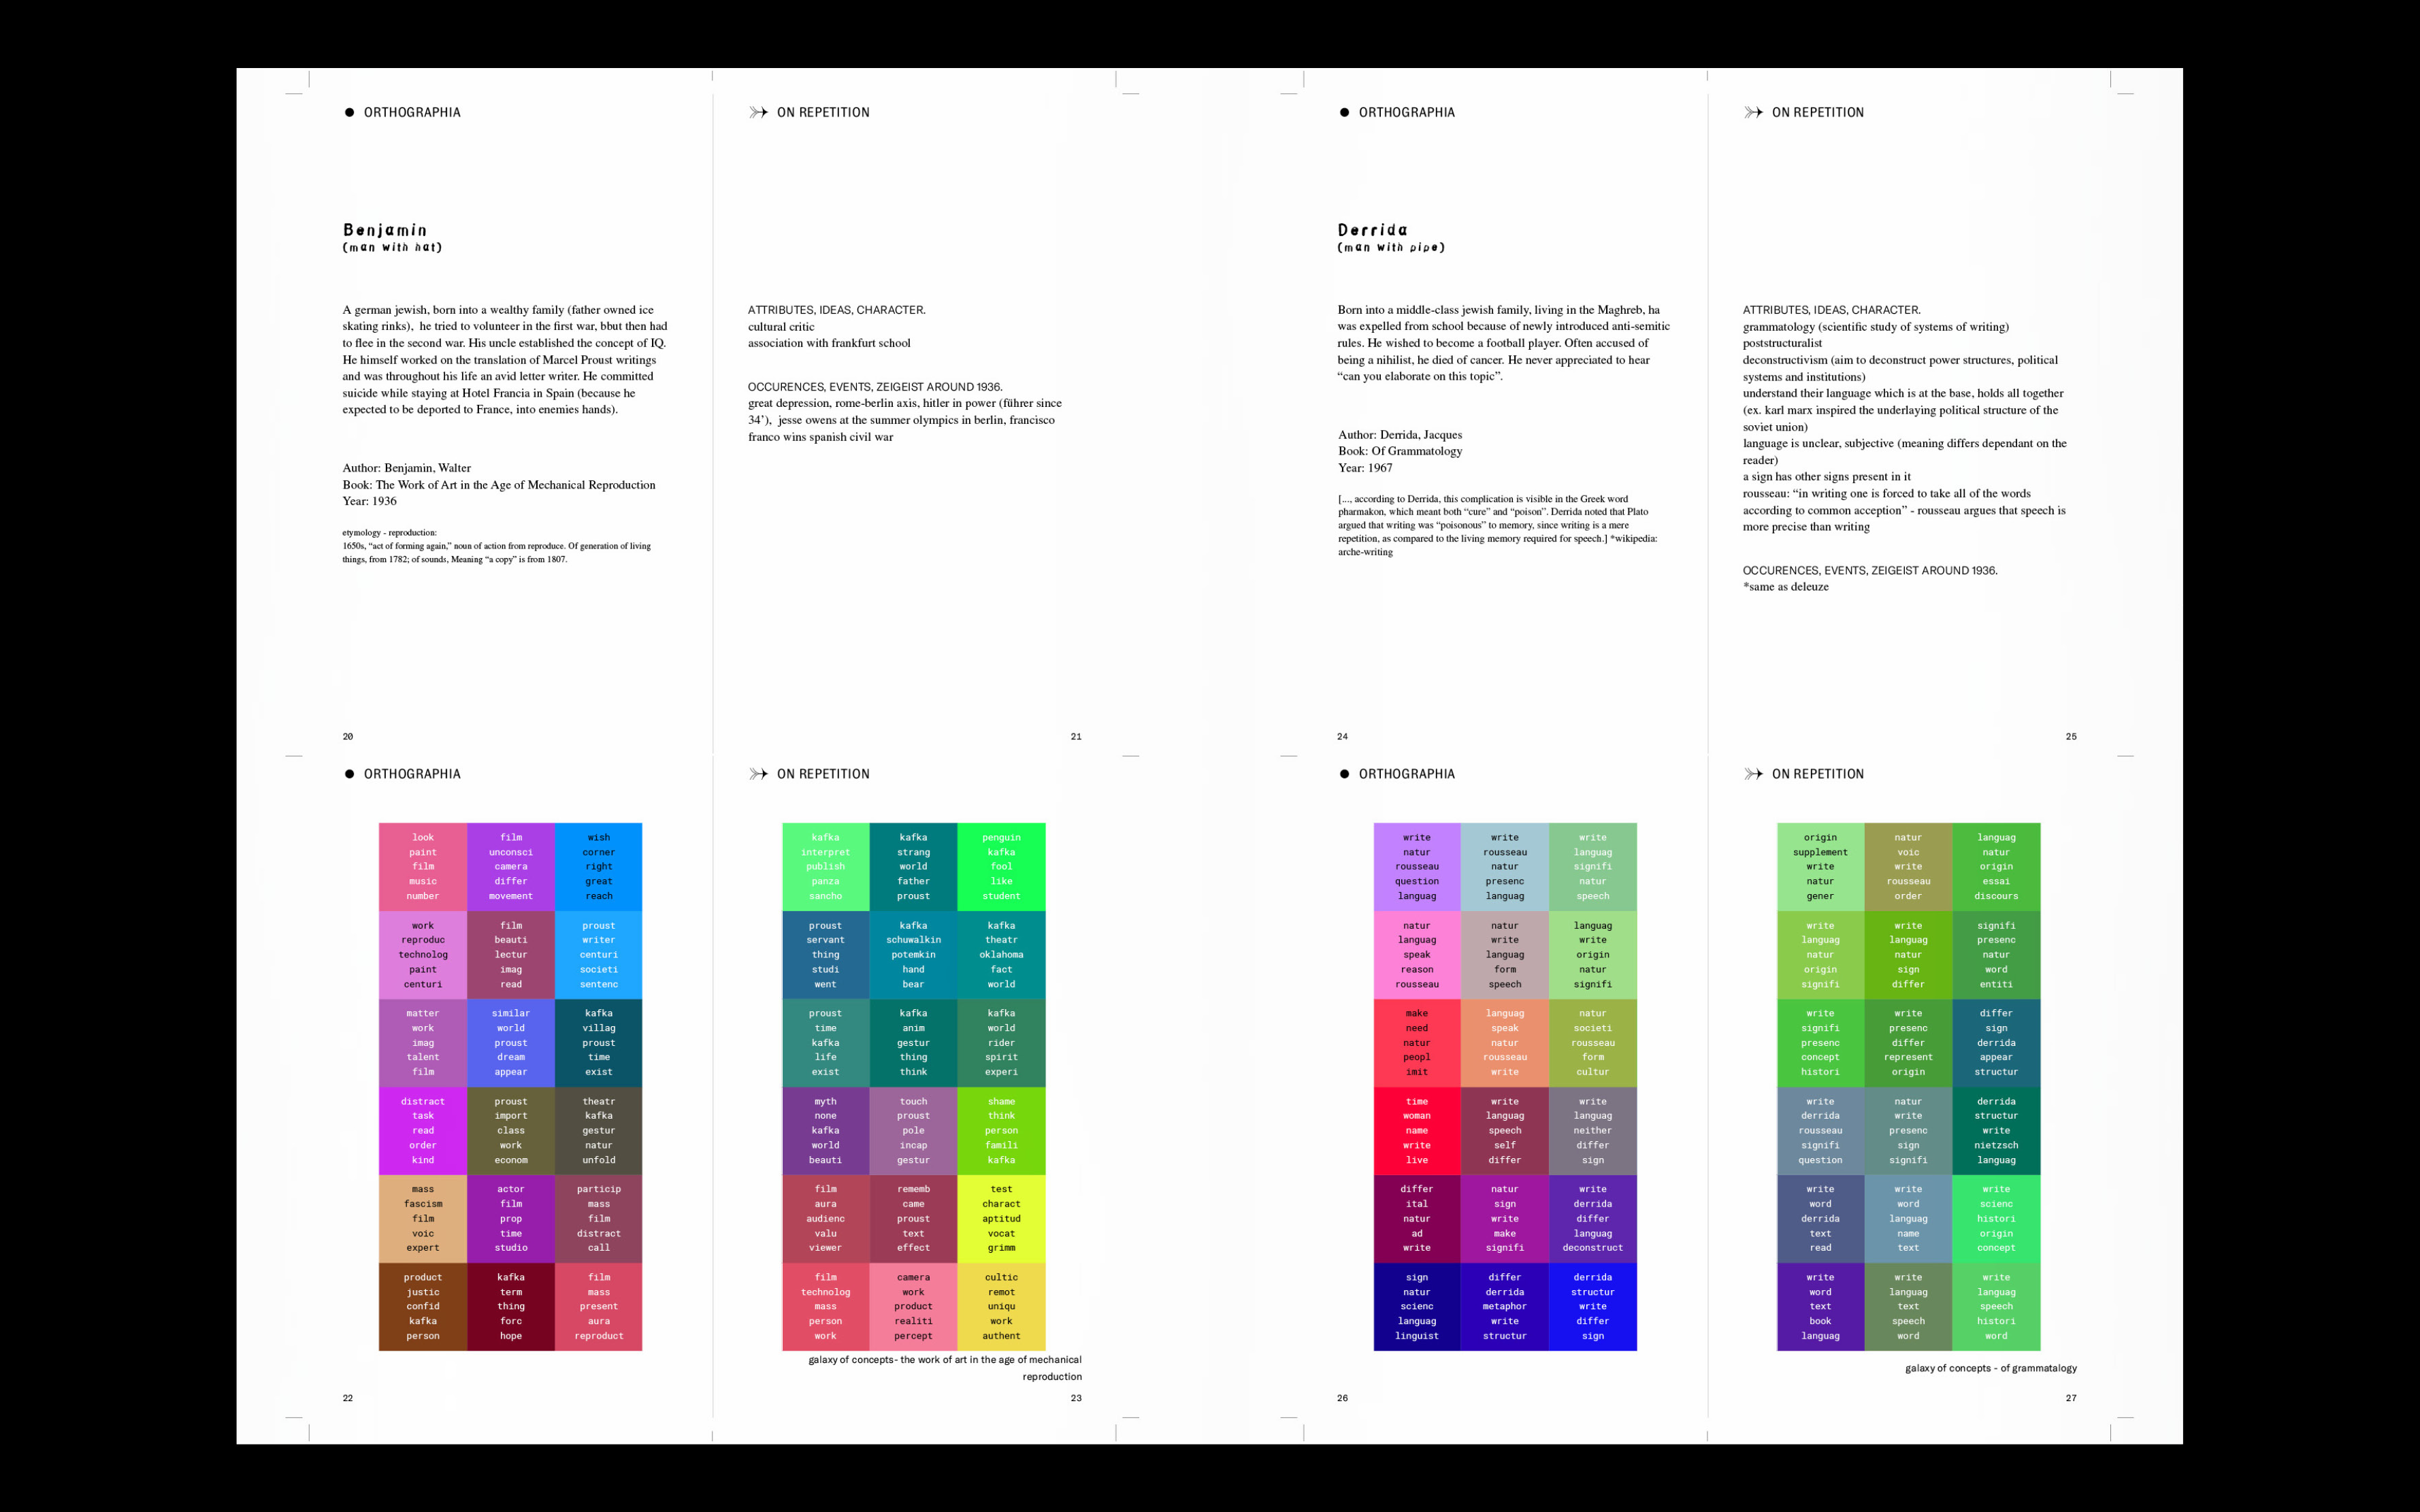 ORTHOGRAPHIA
ON REPETITION
Benjamin
(man with hat)
A german jewish, born into a wealthy family (father owned ice
skating rinks),  he tried to volunteer in the first war, bbut then had
to flee in the second war. His uncle established the concept of IQ.
He himself worked on the translation of Marcel Proust writings
and was throughout his life an avid letter writer. He committed
suicide while staying at Hotel Francia in Spain (because he
expected to be deported to France, into enemies hands).
Author: Benjamin, Walter
Book: The Work of Art in the Age of Mechanical Reproduction
Year: 1936
etymology - reproduction:
1650s, “act of forming again,” noun of action from reproduce. Of generation of living
things, from 1782; of sounds, Meaning “a copy” is from 1807.
20
ATTRIBUTES, IDEAS, CHARACTER.
cultural critic
association with frankfurt school
OCCURENCES, EVENTS, ZEIGEIST AROUND 1936.
great depression, rome-berlin axis, hitler in power (führer since
34’),  jesse owens at the summer olympics in berlin, francisco
franco wins spanish civil war
21
ORTHOGRAPHIA
ON REPETITION
Derrida
(man with pipe)
Born into a middle-class jewish family, living in the Maghreb, ha
was expelled from school because of newly introduced anti-semitic
rules. He wished to become a football player. Often accused of
being a nihilist, he died of cancer. He never appreciated to hear
“can you elaborate on this topic”.
Author: Derrida, Jacques
Book: Of Grammatology
Year: 1967
[..., according to Derrida, this complication is visible in the Greek word
pharmakon, which meant both “cure” and “poison”. Derrida noted that Plato
argued that writing was “poisonous” to memory, since writing is a mere
repetition, as compared to the living memory required for speech.] *wikipedia:
arche-writing
24
ATTRIBUTES, IDEAS, CHARACTER.
grammatology (scientific study of systems of writing)
poststructuralist
deconstructivism (aim to deconstruct power structures, political
systems and institutions)
understand their language which is at the base, holds all together
(ex. karl marx inspired the underlaying political structure of the
soviet union)
language is unclear, subjective (meaning differs dependant on the
reader)
a sign has other signs present in it
rousseau: “in writing one is forced to take all of the words
according to common acception” - rousseau argues that speech is
more precise than writing
OCCURENCES, EVENTS, ZEIGEIST AROUND 1936.
*same as deleuze
25
ORTHOGRAPHIA
ON REPETITION
look film wish
paint unconsci corner
film camera right
music differ great
number movement reach
work film proust
reproduc beauti writer
technolog lectur centuri
paint imag societi
centuri read sentenc
matter similar kafka
work world villag
imag proust proust
talent dream time
film appear exist
distract proust theatr
task import kafka
read class gestur
order work natur
kind econom unfold
mass actor particip
fascism film mass
film prop film
voic time distract
expert studio call
product kafka film
justic term mass
confid thing present
kafka forc aura
person hope reproduct
22
kafka kafka penguin
interpret strang kafka
publish world fool
panza father like
sancho proust student
proust kafka kafka
servant schuwalkin theatr
thing potemkin oklahoma
studi hand fact
went bear world
proust kafka kafka
time anim world
kafka gestur rider
life thing spirit
exist think experi
myth touch shame
none proust think
kafka pole person
world incap famili
beauti gestur kafka
film rememb test
aura came charact
audienc proust aptitud
valu text vocat
viewer effect grimm
film camera cultic
technolog work remot
mass product uniqu
person realiti work
work percept authent
galaxy of concepts- the work of art in the age of mechanical
reproduction
23
ORTHOGRAPHIA
ON REPETITION
write write write
natur rousseau languag
rousseau natur signifi
question presenc natur
languag languag speech
natur natur languag
languag write write
speak languag origin
reason form natur
rousseau speech signifi
make languag natur
need speak societi
natur natur rousseau
peopl rousseau form
imit write cultur
time write write
woman languag languag
name speech neither
write self differ
live differ sign
differ natur write
ital sign derrida
natur write differ
ad make languag
write signifi deconstruct
sign differ derrida
natur derrida structur
scienc metaphor write
languag write differ
linguist structur sign
26
origin natur languag
supplement voic natur
write write origin
natur rousseau essai
gener order discours
write write signifi
languag languag presenc
natur natur natur
origin sign word
signifi differ entiti
write write differ
signifi presenc sign
presenc differ derrida
concept represent appear
histori origin structur
write natur derrida
derrida write structur
rousseau presenc write
signifi sign nietzsch
question signifi languag
write write write
word word scienc
derrida languag histori
text name origin
read text concept
write write write
word languag languag
text text speech
book speech histori
languag word word
galaxy of concepts - of grammatalogy
27